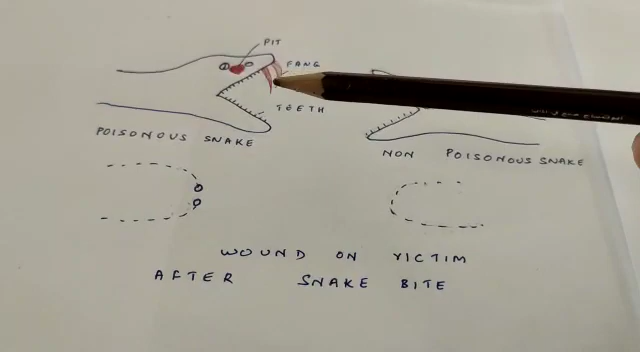 PIT
FANG
TEETH
POISONOUS SNAKE
NON POISONOUS SNAKE
WOUND ON VICTIM
AFTER SNAKE BITE